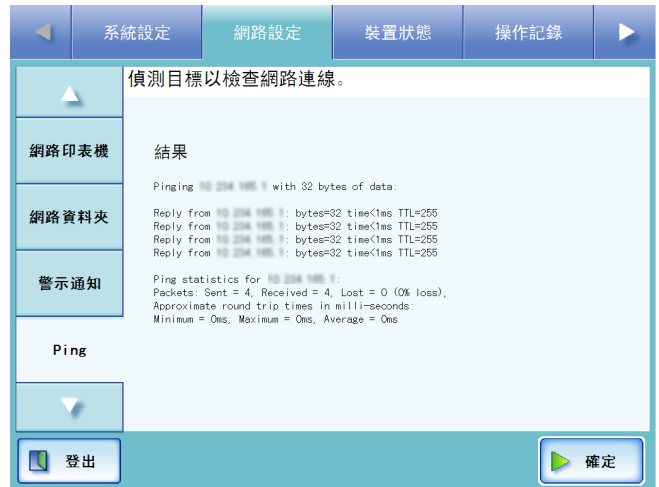 系統設定
網路設定
裝置狀態
操作記錄
偵測目標以檢查網路連線。
網路印表機
網路資料夾
警示通知
Ping
結果
Pinging with 32 bytes of data:
Reply from : bytes=32 time<1ms TTL=255
Reply from : bytes=32 time<1ms TTL=255
Reply from : bytes=32 time<1ms TTL=255
Reply from : bytes=32 time<1ms TTL=255
Ping statistics for :
Packets: Sent = 4, Received = 4, Lost = 0 (0% loss),
Approximate round trip times in milli-seconds:
Minimum = 0ms, Maximum = 0ms, Average = 0ms
登出
確定